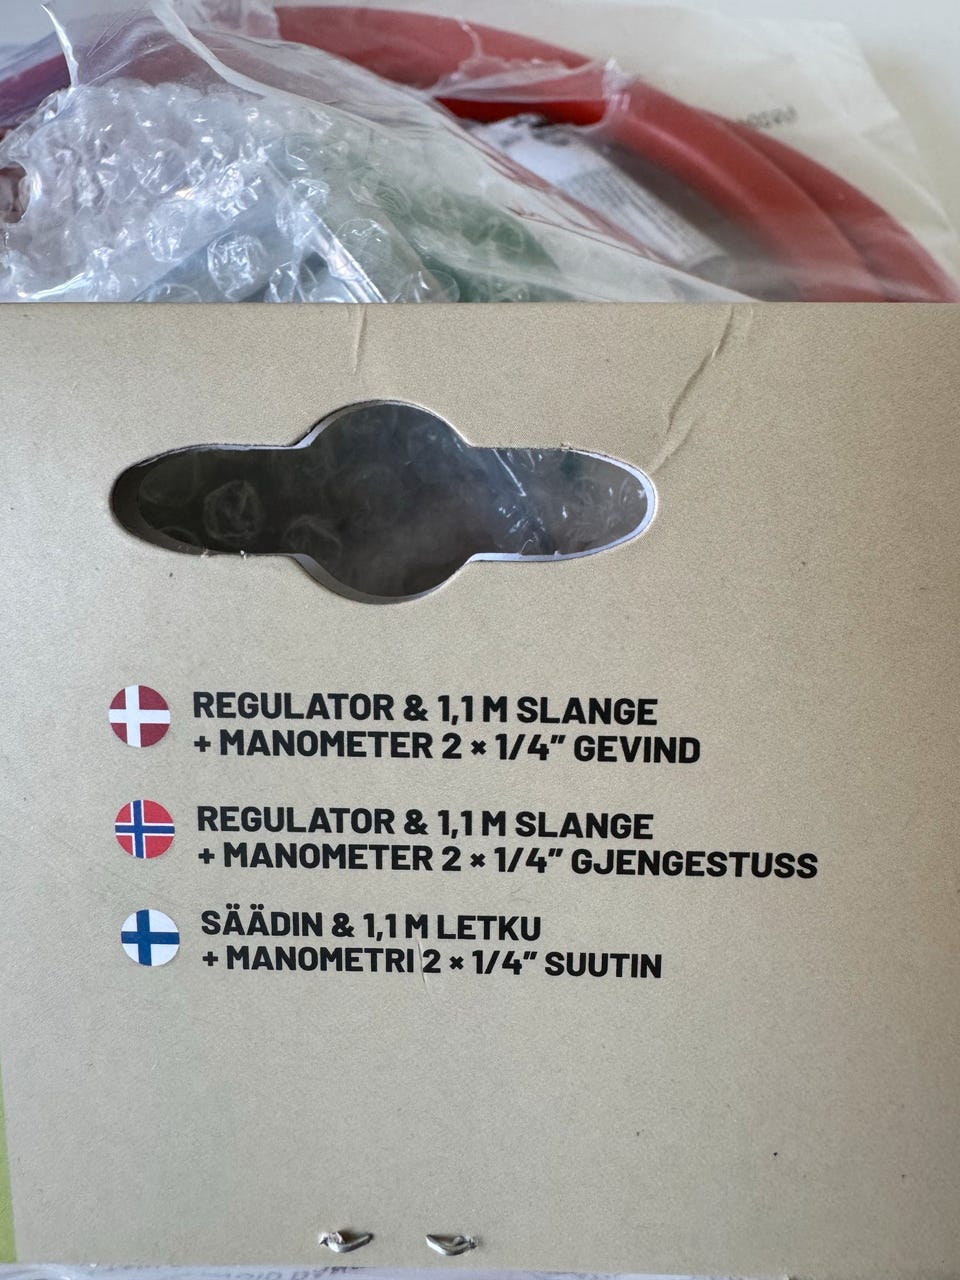 REGULATOR & 1,1 M SLANGE
+ MANOMETER 2 × 1/4” GEVIND
REGULATOR & 1,1 M SLANGE
+ MANOMETER 2 × 1/4” GJENGESTUSS
SÄÄDIN & 1,1 M LETKU
+ MANOMETRI 2 × 1/4” SUUTIN